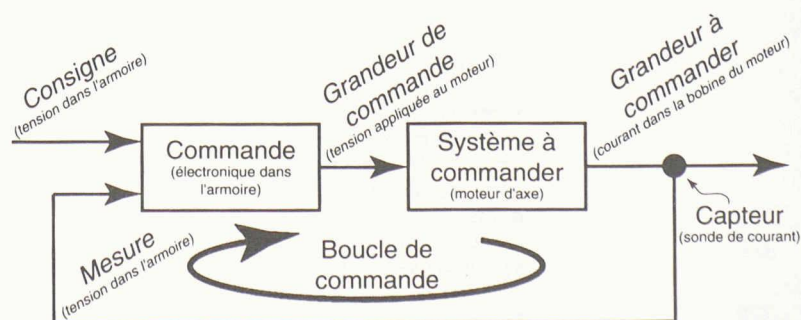 Consigne
(tension dans l'armoire)
Grandeur de
commande
(tension appliquée au moteur)
Grandeur à
commander
(courant dans la bobine du moteur)
Commande
(électronique dans
l'armoire)
Système à
commander
(moteur d'axe)
Capteur
(sonde de courant)
Mesure
(tension dans l'armoire)
Boucle de
commande